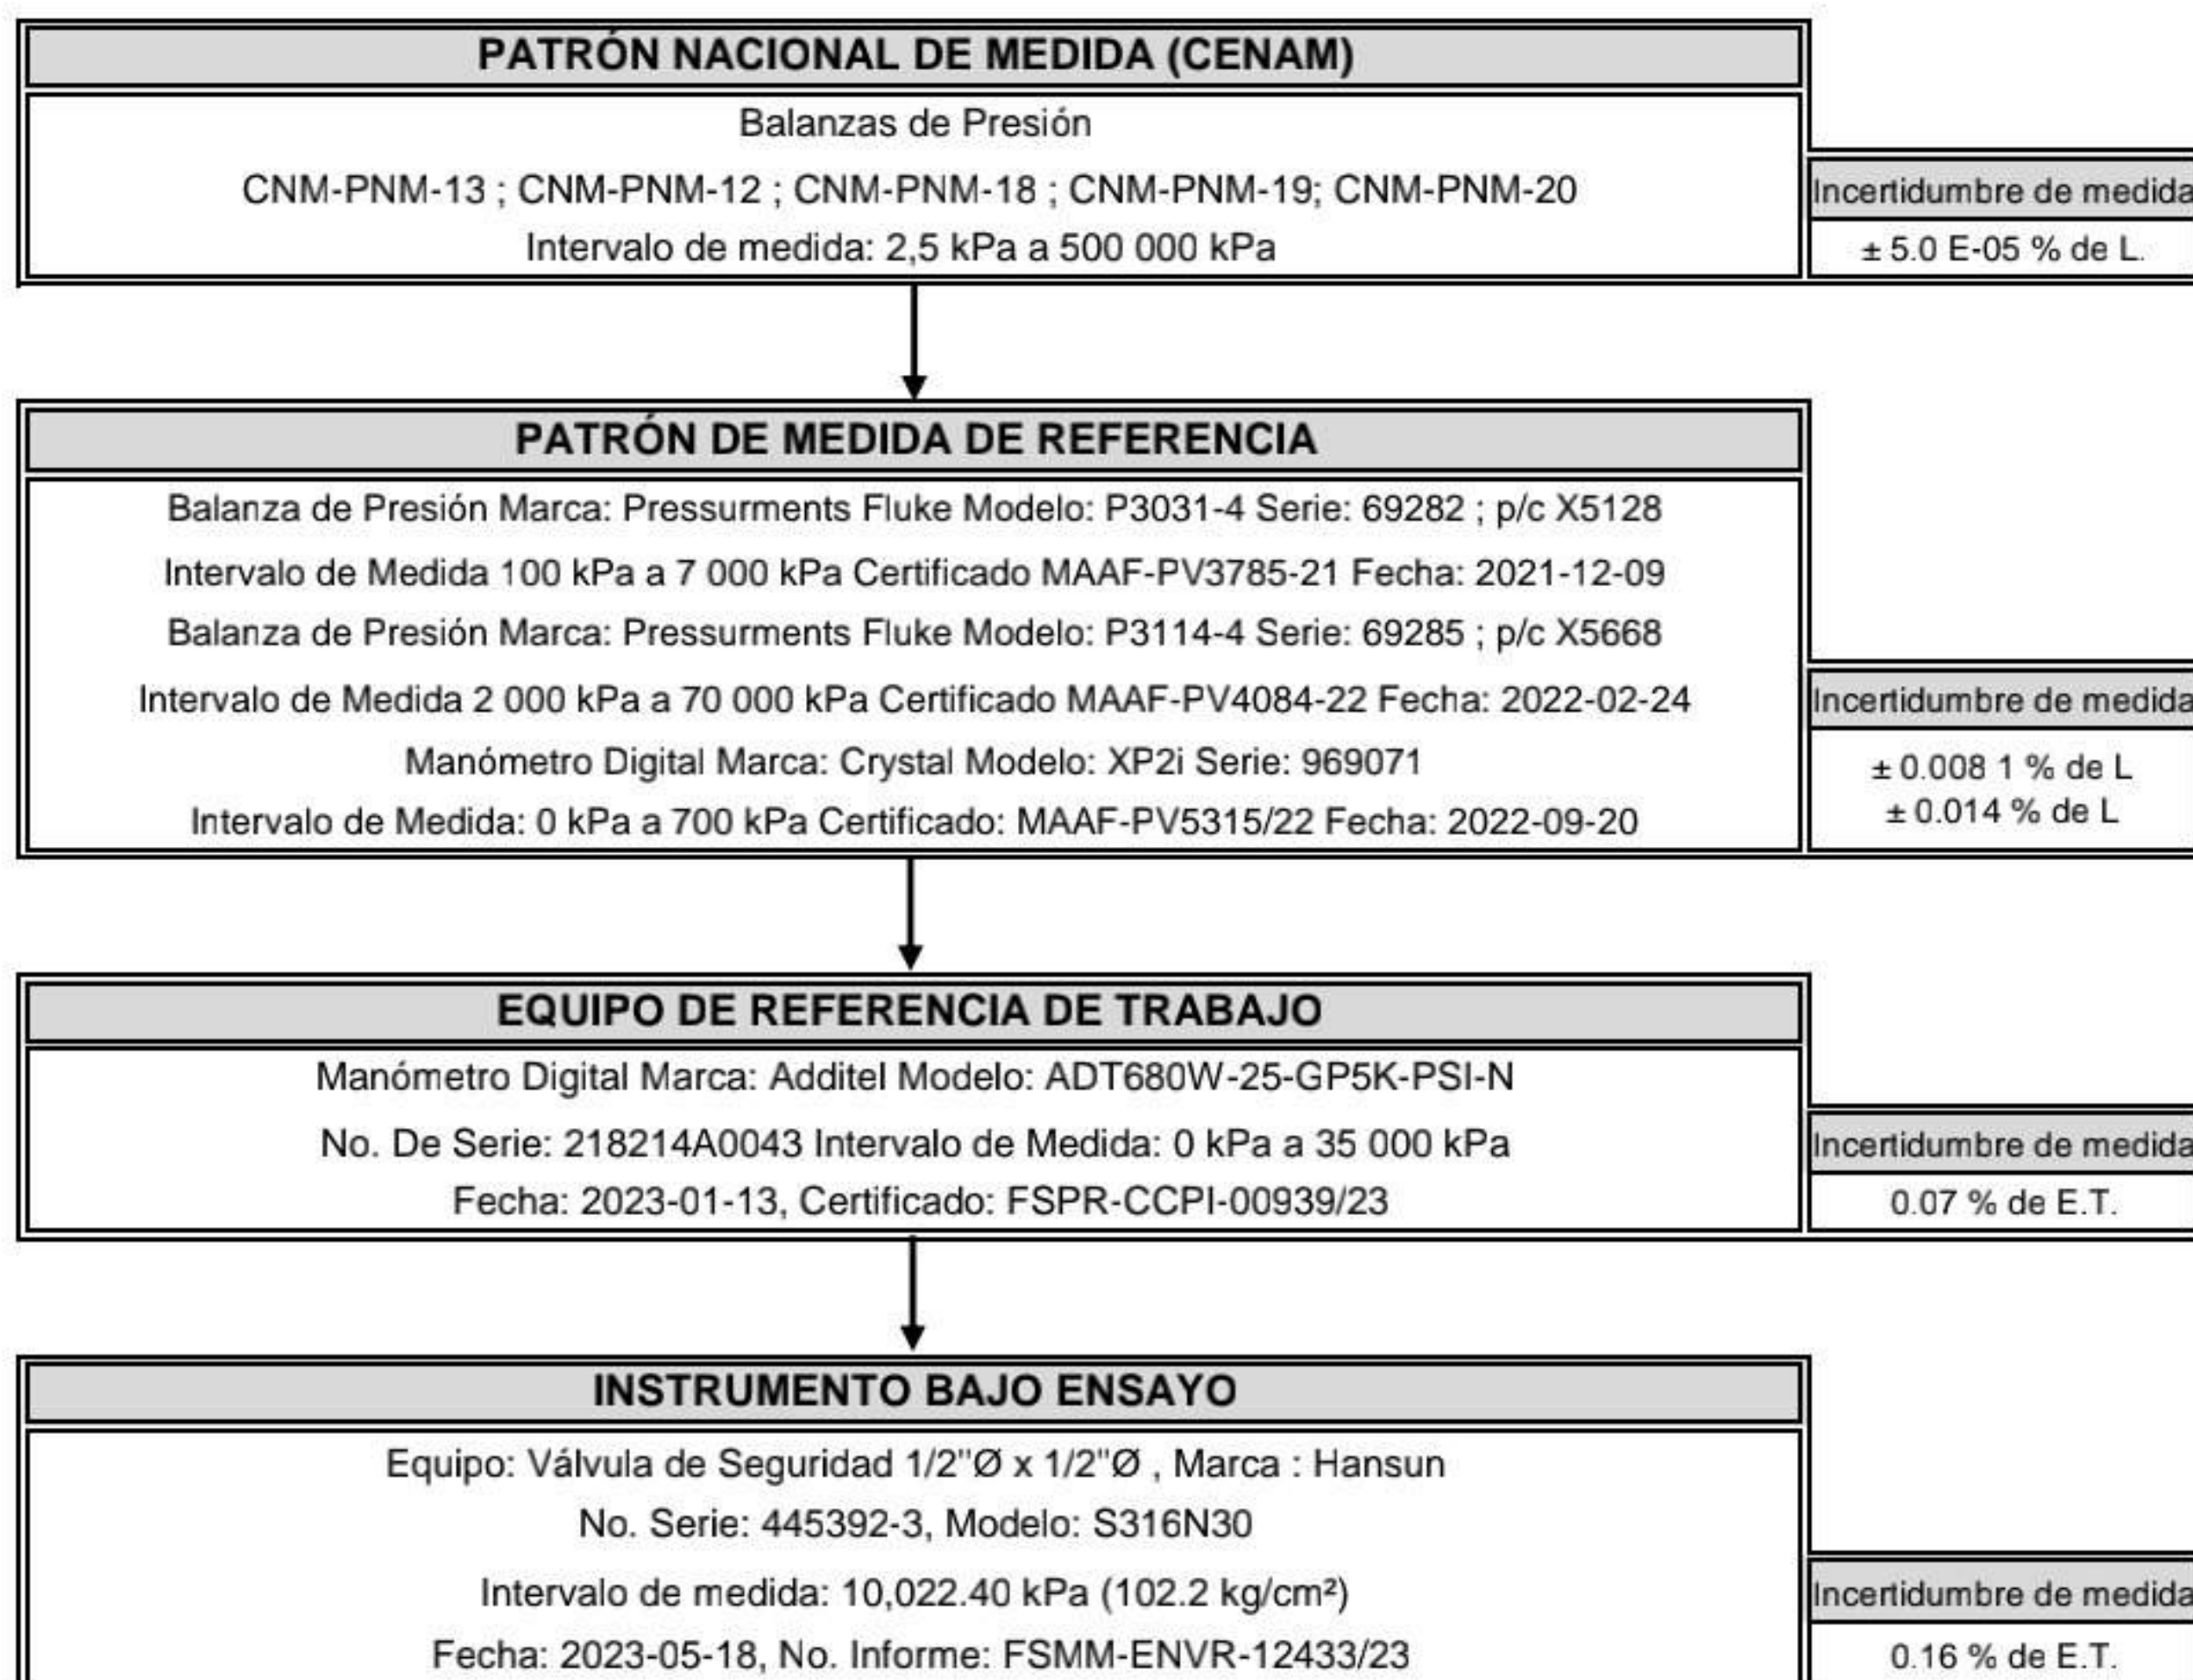 PATRÓN NACIONAL DE MEDIDA (CENAM)
Balanzas de Presión
CNM-PNM-13 ; CNM-PNM-12 ; CNM-PNM-18 ; CNM-PNM-19; CNM-PNM-20
Intervalo de medida: 2,5 kPa a 500 000 kPa
Incertidumbre de medida
± 5.0 E-05 % de L.
PATRÓN DE MEDIDA DE REFERENCIA
Balanza de Presión Marca: Pressurments Fluke Modelo: P3031-4 Serie: 69282 ; p/c X5128
Intervalo de Medida 100 kPa a 7 000 kPa Certificado MAAF-PV3785-21 Fecha: 2021-12-09
Balanza de Presión Marca: Pressurments Fluke Modelo: P3114-4 Serie: 69285 ; p/c X5668
Intervalo de Medida 2 000 kPa a 70 000 kPa Certificado MAAF-PV4084-22 Fecha: 2022-02-24
Manómetro Digital Marca: Crystal Modelo: XP2i Serie: 969071
Intervalo de Medida: 0 kPa a 700 kPa Certificado: MAAF-PV5315/22 Fecha: 2022-09-20
Incertidumbre de medida
± 0.008 1 % de L
± 0.014 % de L
EQUIPO DE REFERENCIA DE TRABAJO
Manómetro Digital Marca: Additel Modelo: ADT680W-25-GP5K-PSI-N
No. De Serie: 218214A0043 Intervalo de Medida: 0 kPa a 35 000 kPa
Fecha: 2023-01-13, Certificado: FSPR-CCPI-00939/23
Incertidumbre de medida
0.07 % de E.T.
INSTRUMENTO BAJO ENSAYO
Equipo: Válvula de Seguridad 1/2"Ø x 1/2"Ø , Marca : Hansun
No. Serie: 445392-3, Modelo: S316N30
Intervalo de medida: 10,022.40 kPa (102.2 kg/cm²)
Fecha: 2023-05-18, No. Informe: FSMM-ENVR-12433/23
Incertidumbre de medida
0.16 % de E.T.